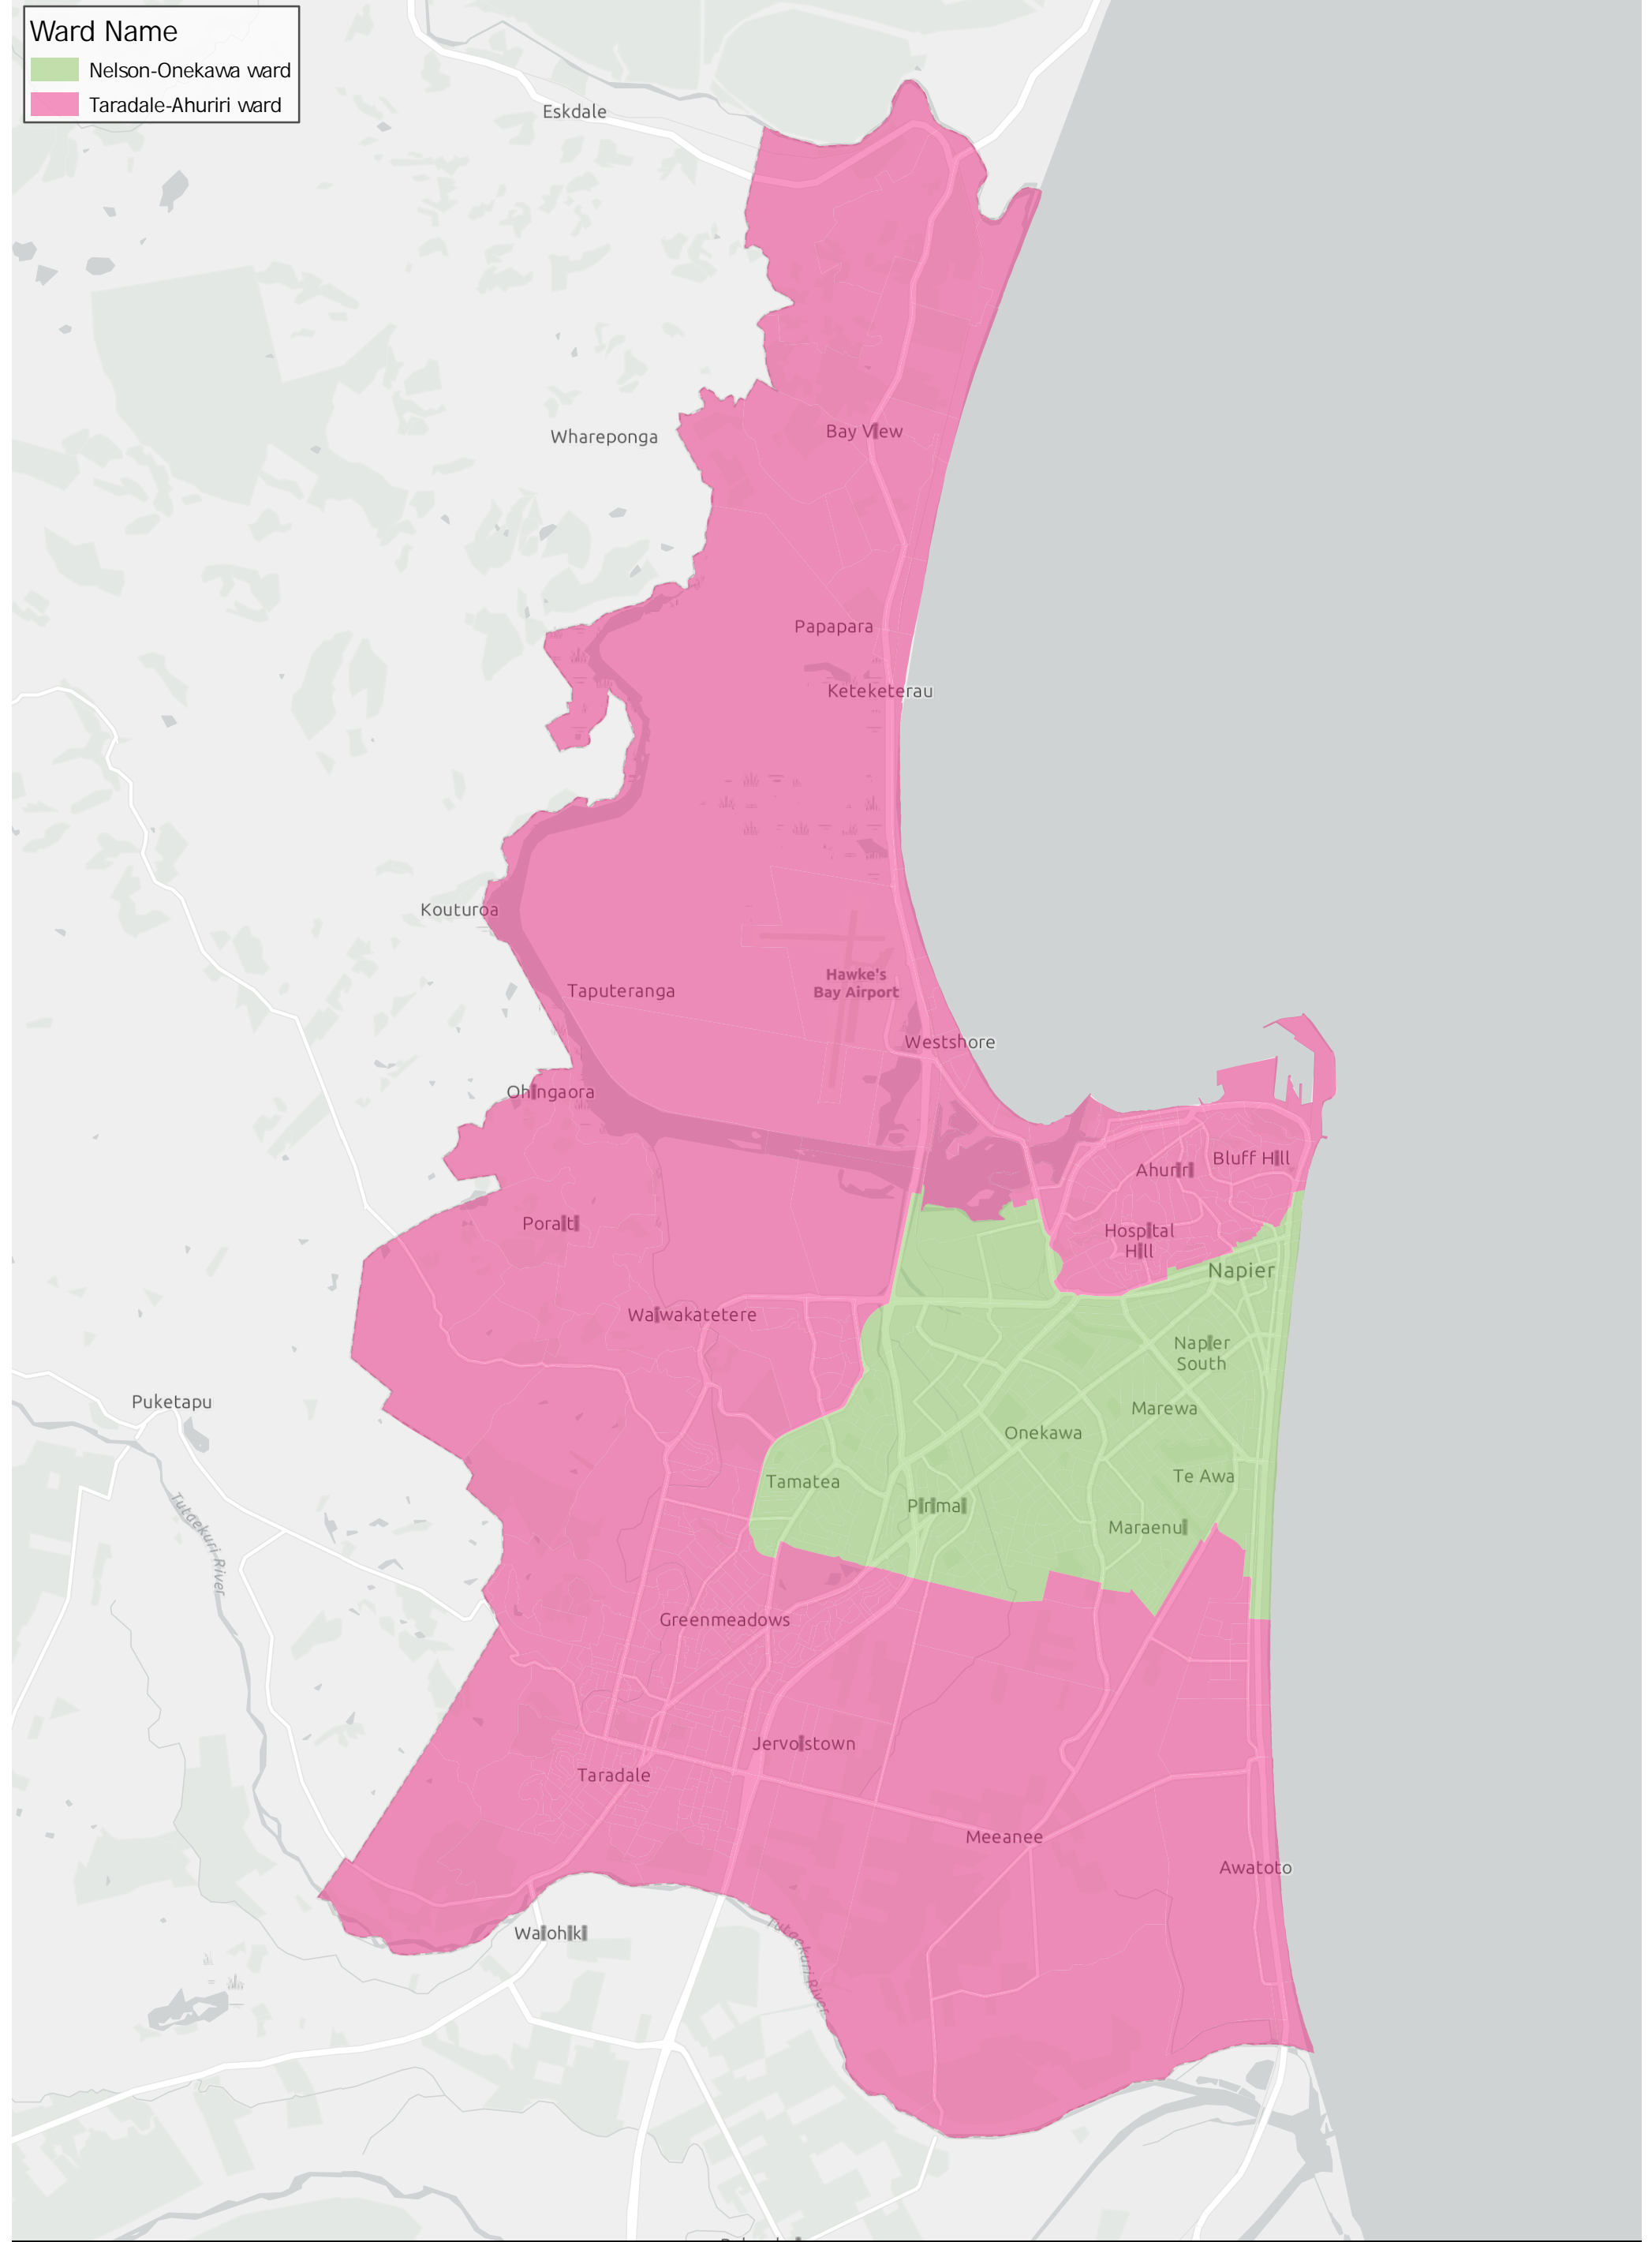 Ward Name
Nelson-Onekawa ward
Taradale-Ahuriri ward
Eskdale
Bay View
Whareponga
Papapara
Keteketerau
Kouturoa
Hawke's
Bay Airport
Taputeranga
Westshore
Ohingaora
Bluff Hill
Ahuriri
Poraiti
Hospital
Hill
Napier
Waiwakatetere
Napier
South
Puketapu
Marewa
Onekawa
Te Awa
Tamatea
Pirimai
Maraenui
Tutaekuri River
Greenmeadows
Jervoistown
Taradale
Meeanee
Awatoto
Waiohiki
Tutaekuri River